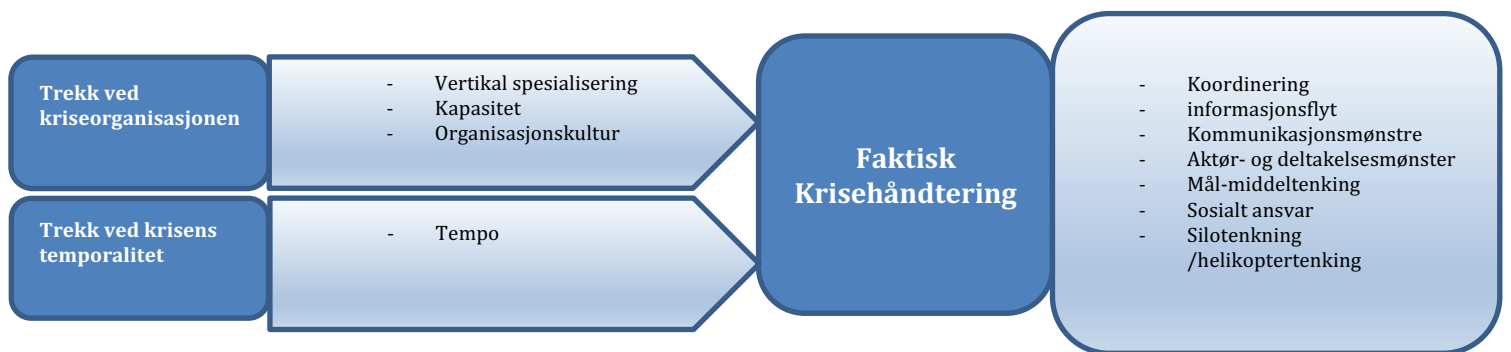 Trekk ved
kriseorganisasjonen
- Vertikal spesialisering
- Kapasitet
- Organisasjonskultur
Trekk ved krisens
temporalitet
- Tempo
Faktisk
Krisehåndtering
- Koordinering
- informasjonsflyt
- Kommunikasjonsmønstre
- Aktør- og deltakelsesmønster
- Mål-middeltenking
- Sosialt ansvar
- Silotenkning
/helikoptertenking